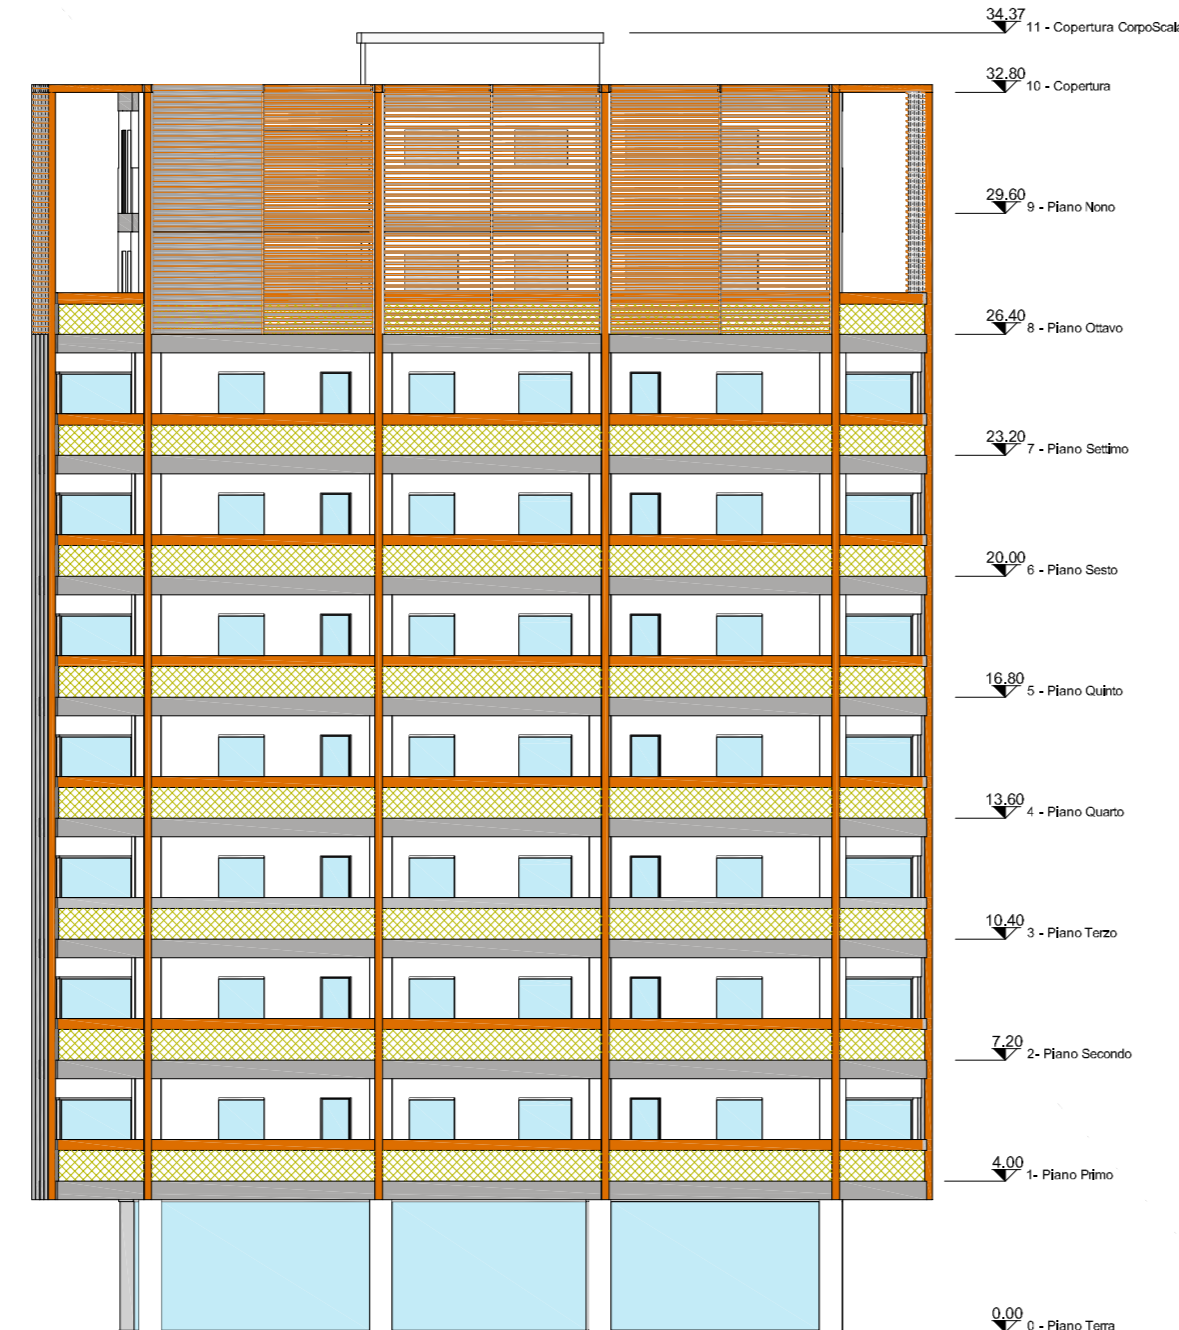 34.37
11 - Copertura CorpoScala
32.80
10 - Copertura
29.60
9 - Piano Nono
26.40
8 - Piano Ottavo
23.20
7 - Piano Settimo
20.00
6 - Piano Sesto
16.80
5 - Piano Quinto
13.60
4 - Piano Quarto
10.40
3 - Piano Terzo
7.20
2- Piano Secondo
4.00
1- Piano Primo
0.00
0 - Piano Terra